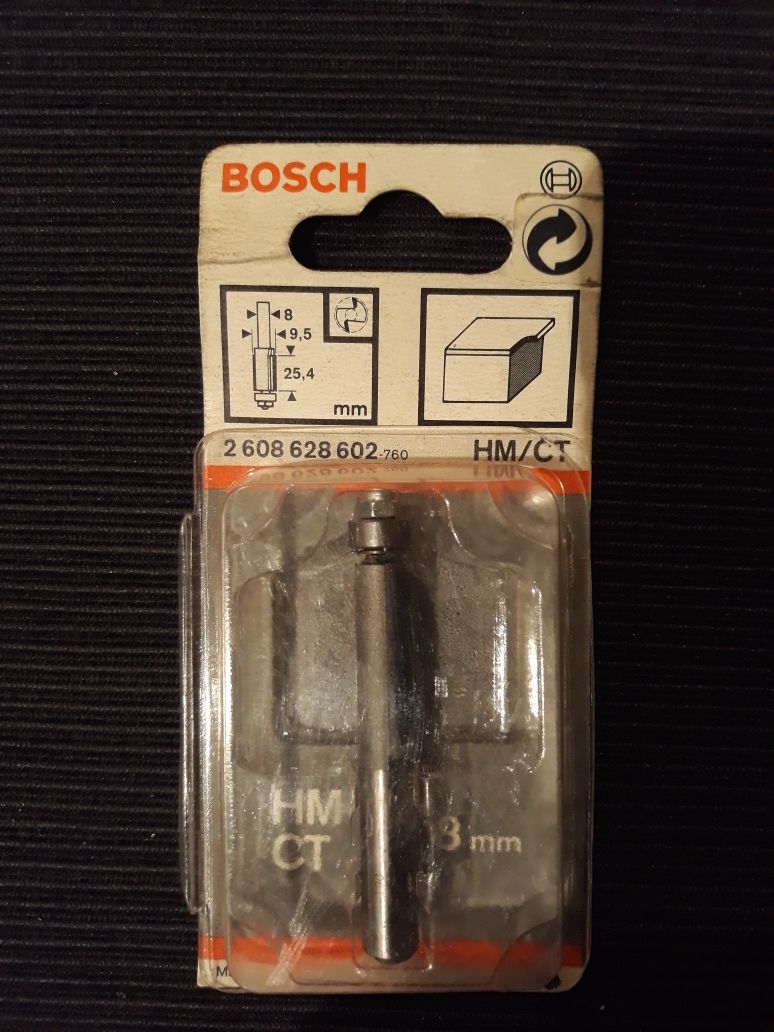 BOSCH
8
9,5
25,4
mm
2 608 628 602-760
HM/CT
HM
CT
8 mm